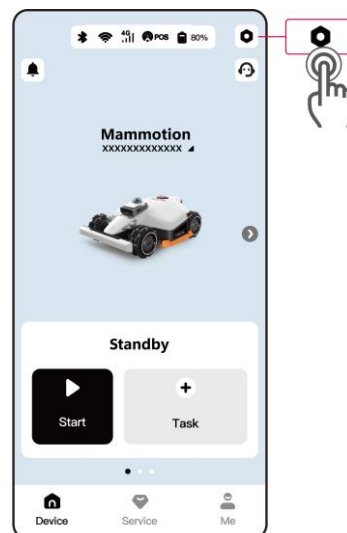 4G POS 80%
Mammotion
XXXXXXXXXXXXX
Standby
Start Task
Device Service Me